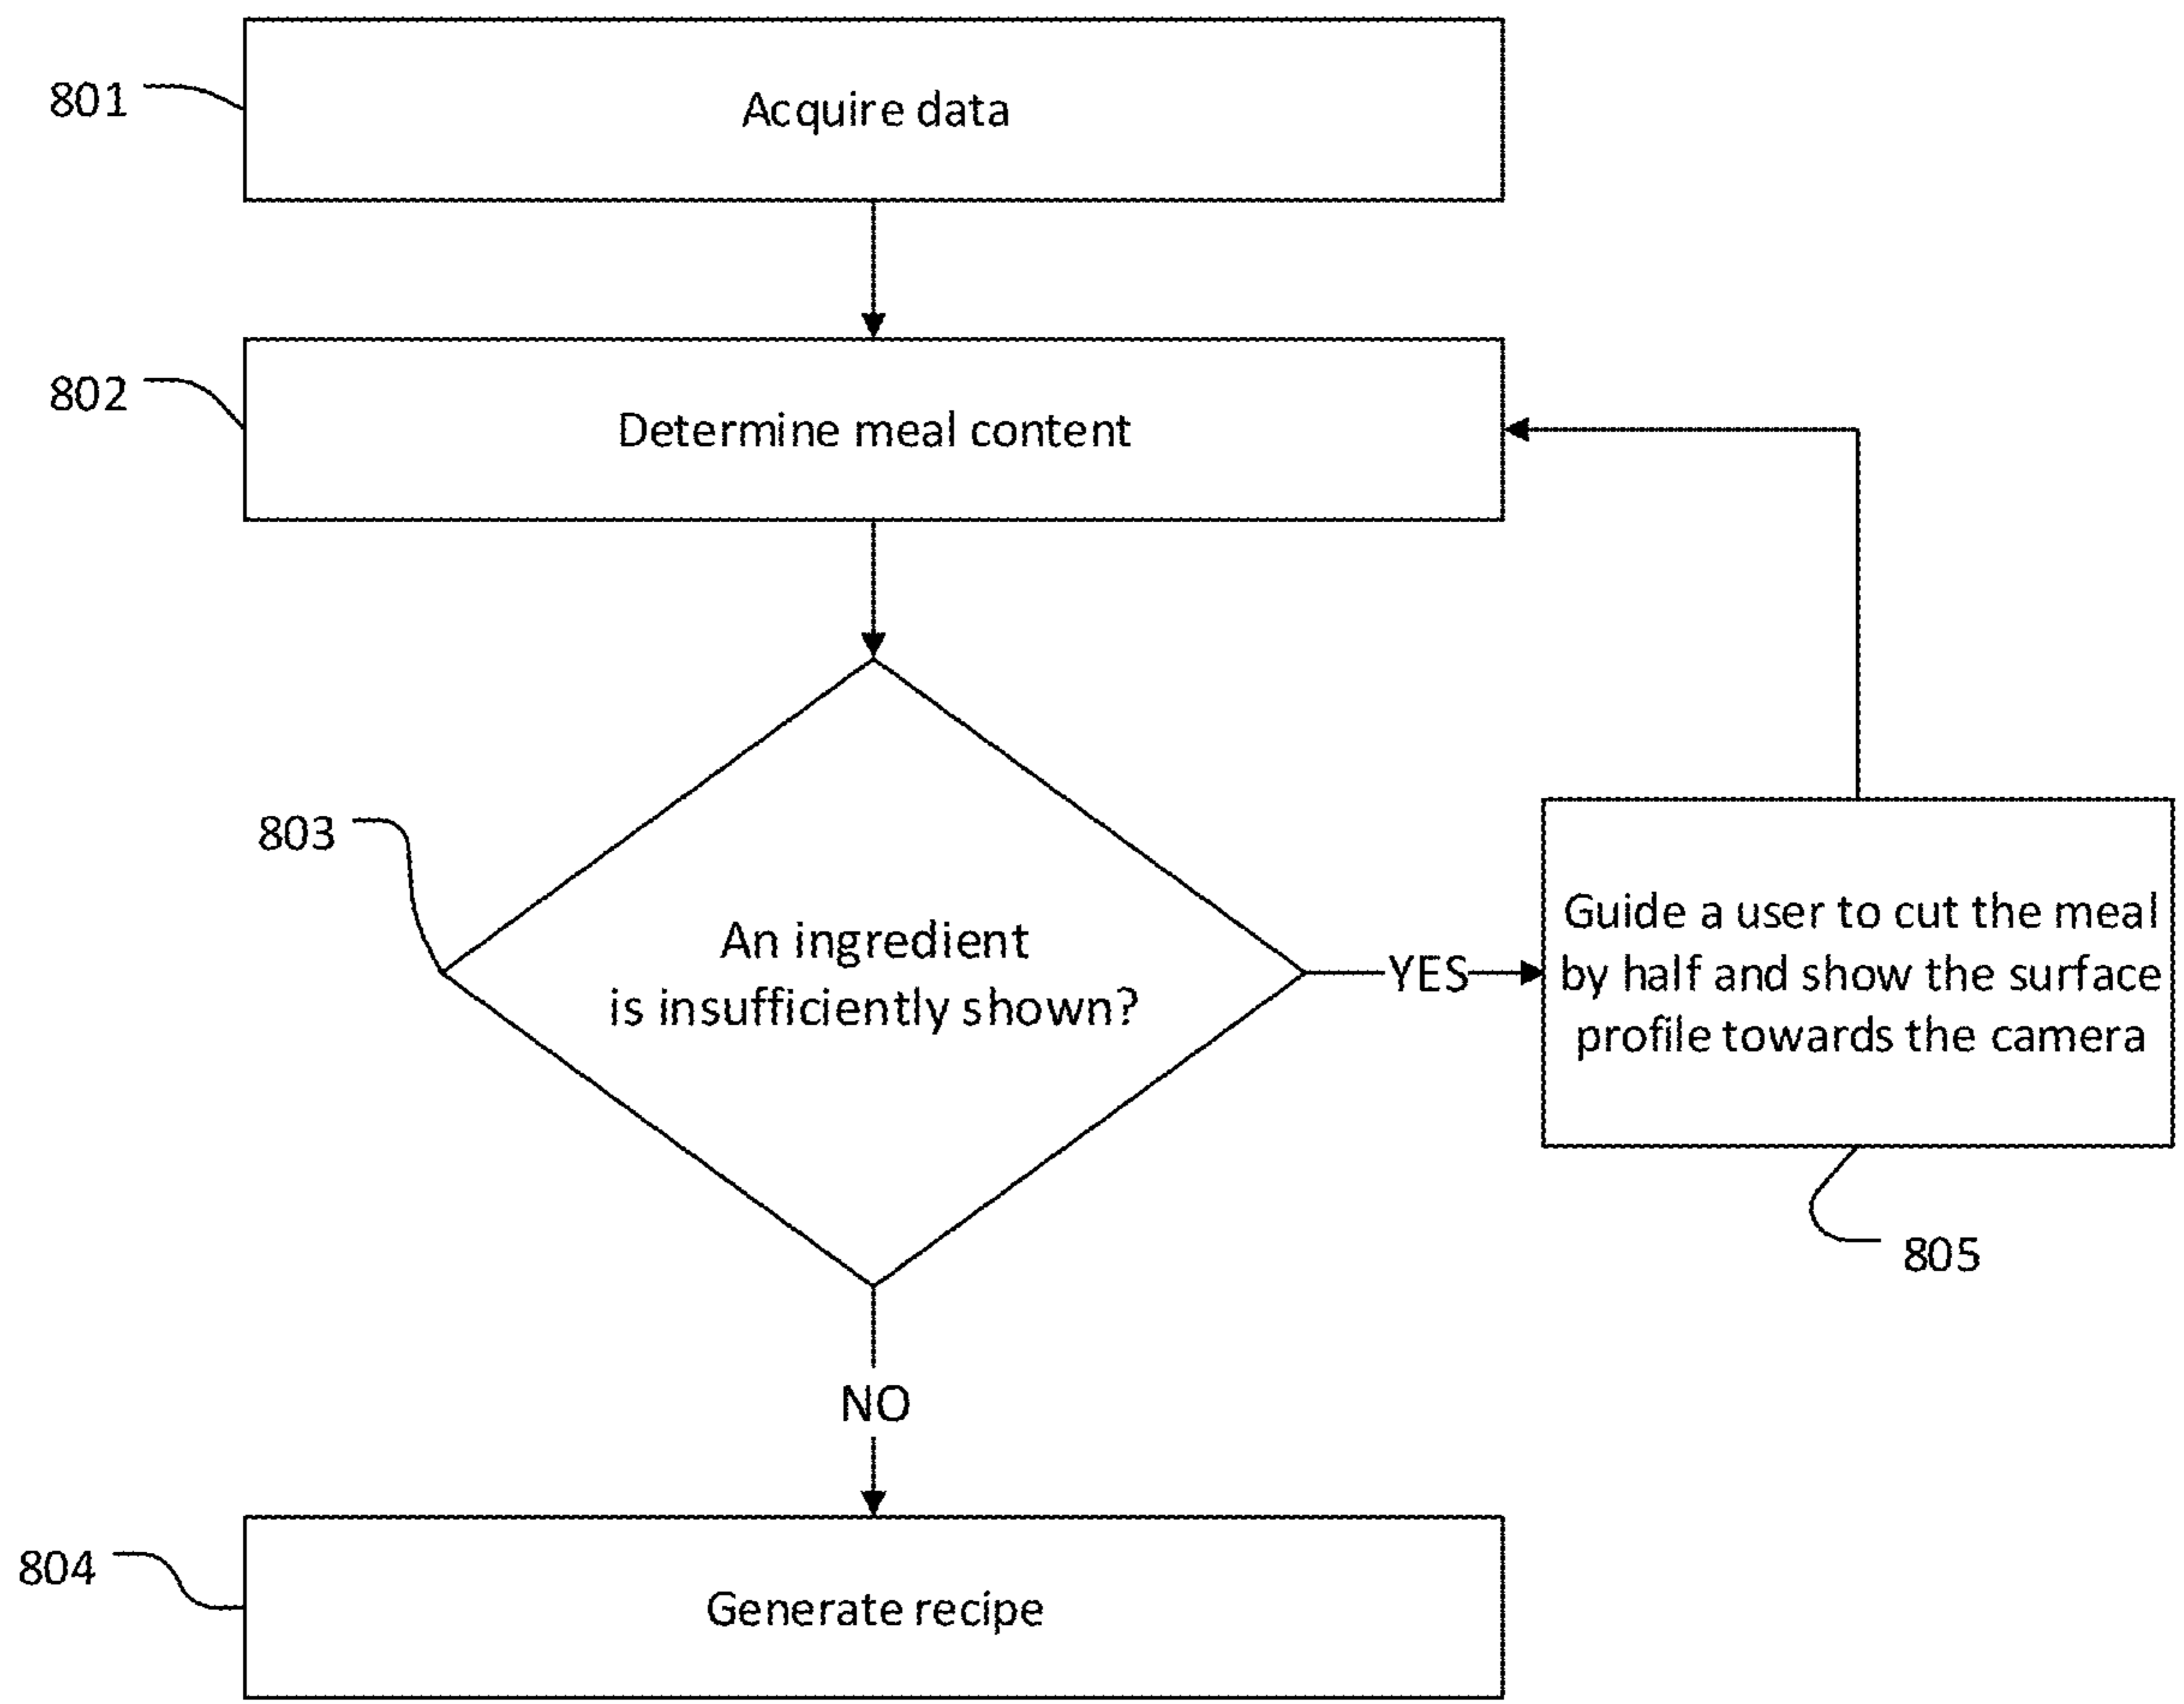 801
Acquire data
802
Determine meal content
803
An ingredient
is insufficiently shown?
YES
Guide a user to cut the meal
by half and show the surface
profile towards the camera
805
NO
804
Generate recipe